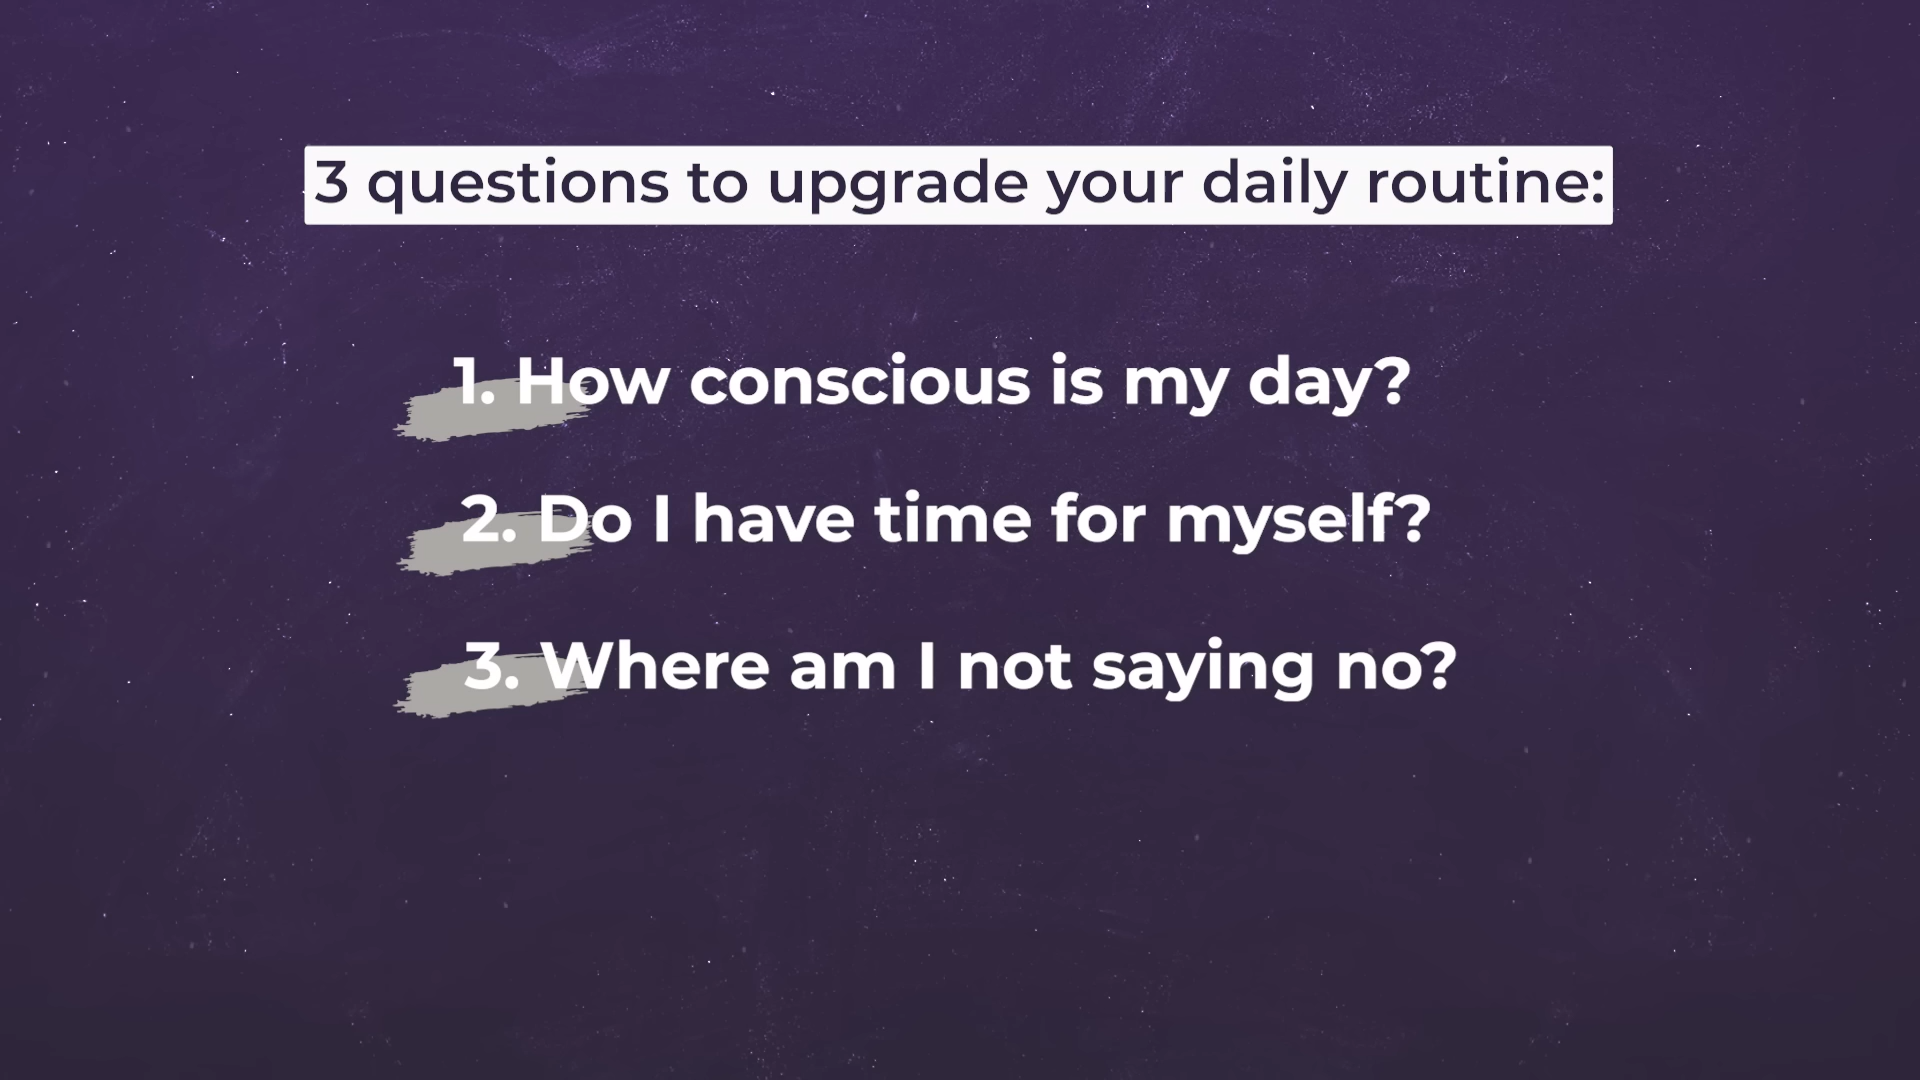 3 questions to upgrade your daily routine:
1. How conscious is my day?
2. Do I have time for myself?
3. Where am I not saying no?